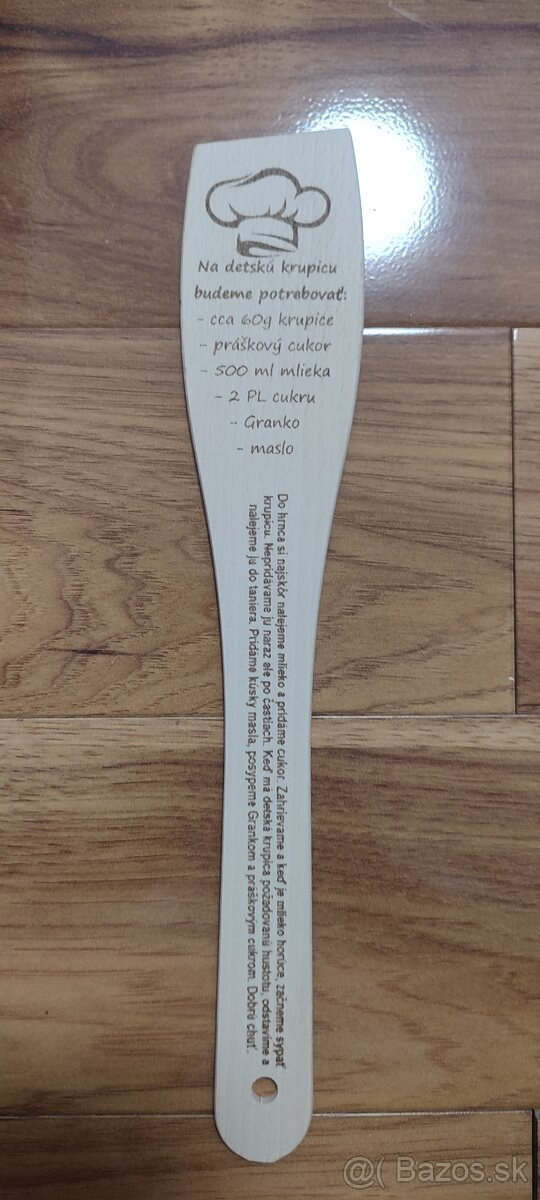 Na detskú krupicu
budeme potrebovať:
- cca 60g krupice
- práškový cukor
- 500 ml mlieka
- 2 PL cukru
- Granko
- maslo
Do hrnca si najskôr nalejeme mlieko a pridáme cukor. Zahrievame a keď je mlieko horúce, začneme sypať
krupicu. Nepridávame ju naraz ale po častiach. Keď má detská krupica požadovanú hustotu, odstavíme a
nalejeme ju do taniera. Pridáme kúsky masla, posypeme Grankom a práškovým cukrom. Dobrú chuť.
@( Bazos.sk